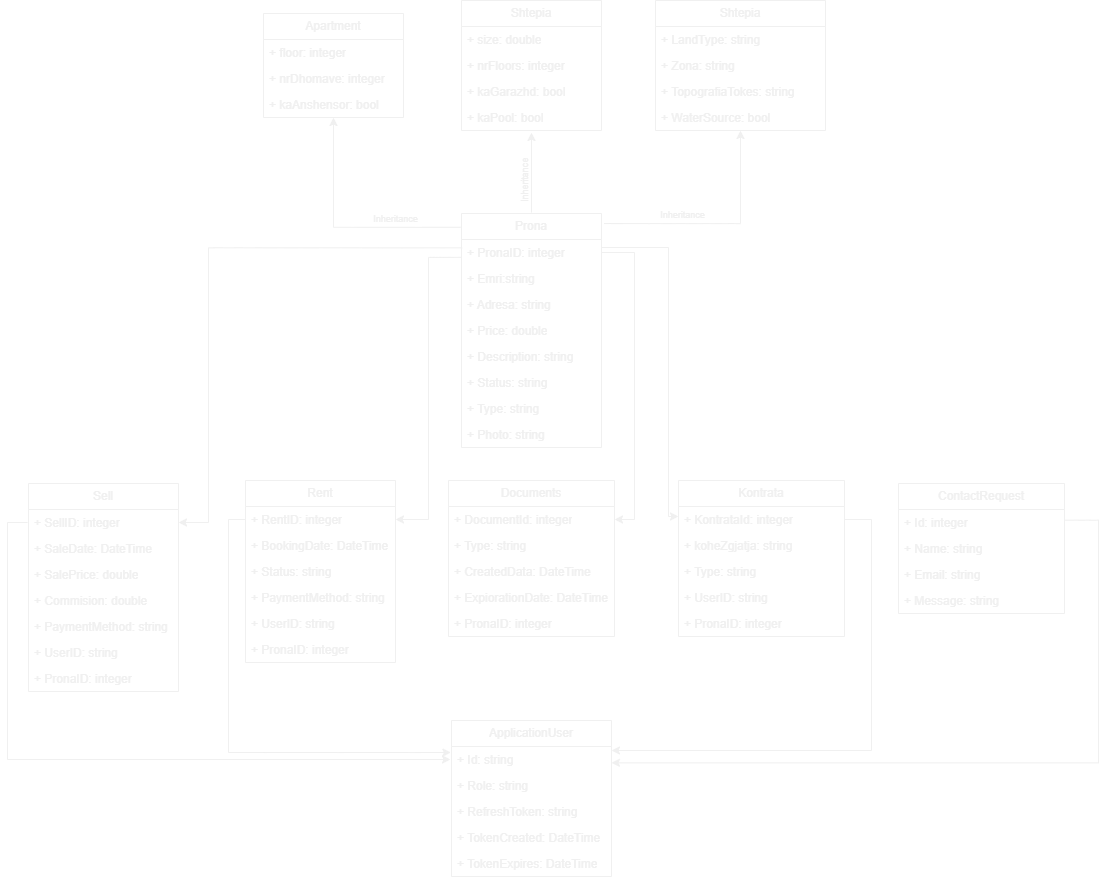 Apartment
+ floor: integer
+ nrDhomave: integer
+ kaAnshensor: bool
Shtepia
+ size: double
+ nrFloors: integer
+ kaGarazhd: bool
+ kaPool: bool
Shtepia
+ LandType: string
+ Zona: string
+ TopografiaTokes: string
+ WaterSource: bool
Inheritance
Inheritance
Inheritance
Prona
+ PronaID: integer
+ Emri:string
+ Adresa: string
+ Price: double
+ Description: string
+ Status: string
+ Type: string
+ Photo: string
Sell
+ SellID: integer
+ SaleDate: DateTime
+ SalePrice: double
+ Commision: double
+ PaymentMethod: string
+ UserID: string
+ PronaID: integer
Rent
+ RentID: integer
+ BookingDate: DateTime
+ Status: string
+ PaymentMethod: string
+ UserID: string
+ PronaID: integer
Documents
+ DocumentId: integer
+ Type: string
+ CreatedData: DateTime
+ ExpiorationDate: DateTime
+ PronaID: integer
Kontrata
+ KontrataId: integer
+ koheZgjatja: string
+ Type: string
+ UserID: string
+ PronaID: integer
ContactRequest
+ Id: integer
+ Name: string
+ Email: string
+ Message: string
ApplicationUser
+ Id: string
+ Role: string
+ RefreshToken: string
+ TokenCreated: DateTime
+ TokenExpires: DateTime